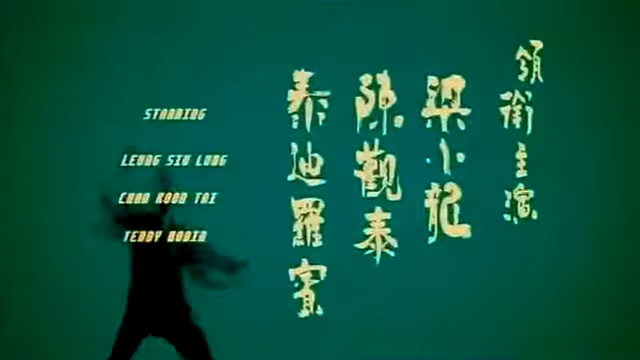 領銜主演
梁小龍
陳觀泰
泰迪羅賓
STARRING
LEUNG SIU LUNG
CHAN KOON TAI
TEDDY ROBIN